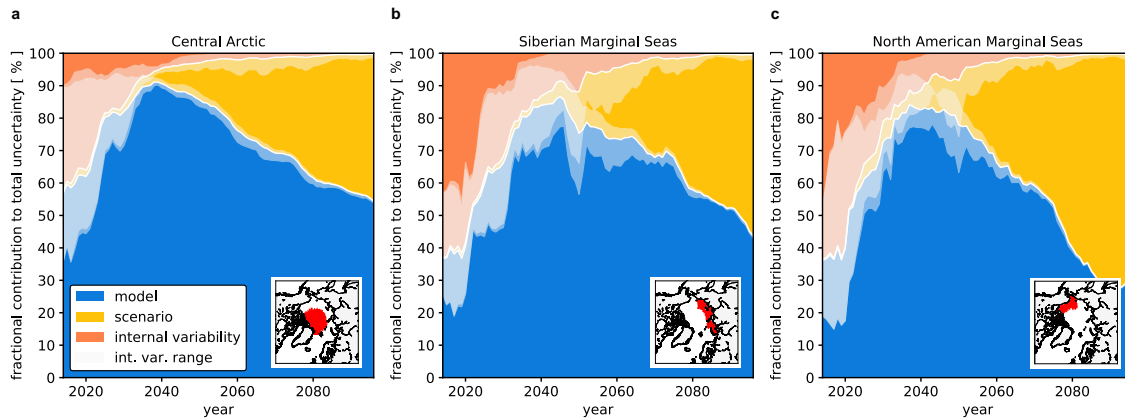 a
b
c
Central Arctic
Siberian Marginal Seas
North American Marginal Seas
fractional contribution to total uncertainty [ % ]
100
90
80
70
60
50
40
30
20
10
0
model
scenario
internal variability
int. var. range
2020
2040
2060
2080
year
fractional contribution to total uncertainty [ % ]
100
90
80
70
60
50
40
30
20
10
0
2020
2040
2060
2080
year
fractional contribution to total uncertainty [ % ]
100
90
80
70
60
50
40
30
20
10
0
2020
2040
2060
2080
year